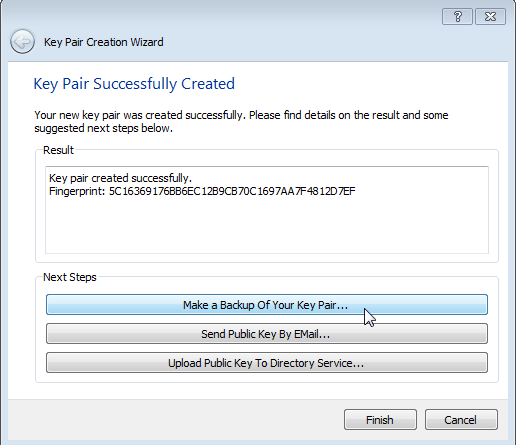 ?
Key Pair Creation Wizard
Key Pair Successfully Created
Your new key pair was created successfully. Please find details on the result and some
suggested next steps below.
Result
Key pair created successfully.
Fingerprint: 5C16369176BB6EC12B9CB70C1697AA7F4812D7EF
Next Steps
Make a Backup Of Your Key Pair...
Send Public Key By EMail...
Upload Public Key To Directory Service...
Finish
Cancel